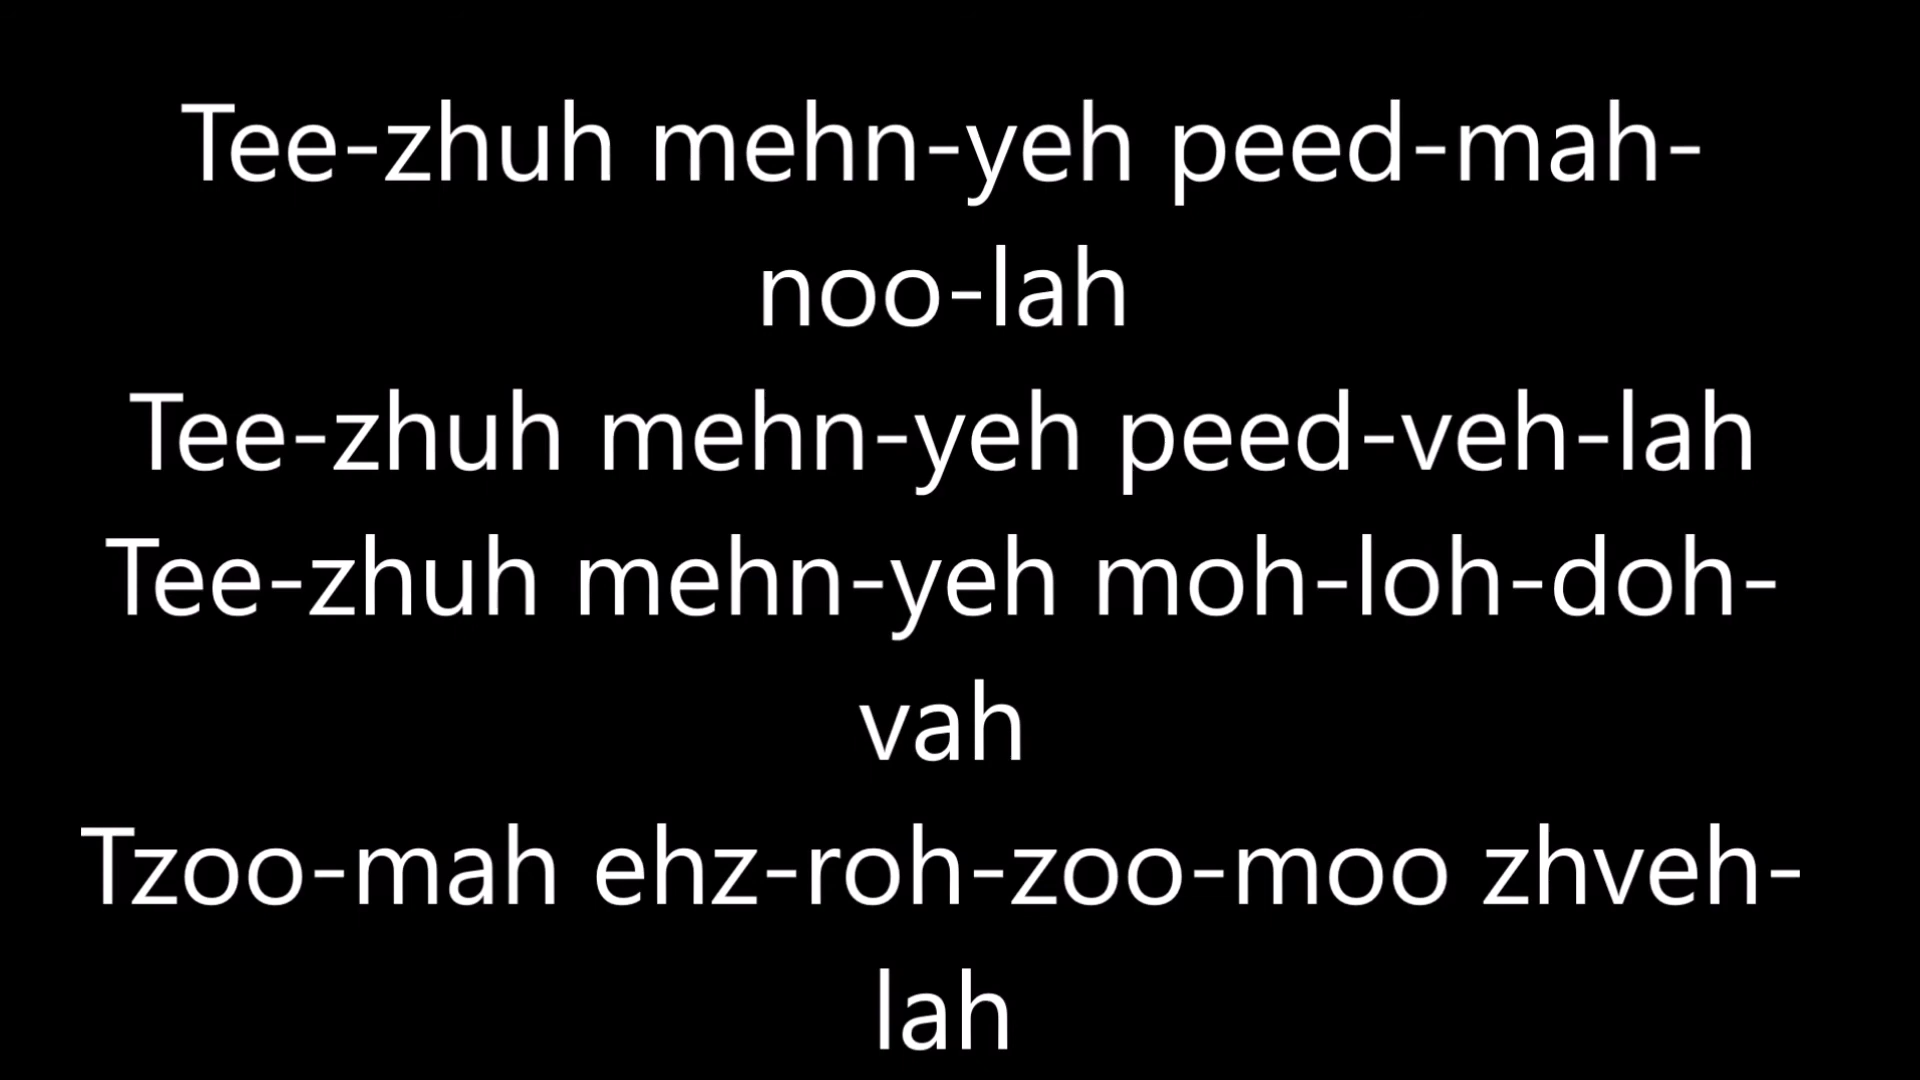 Tee-zhuh mehn-yeh peed-mah-
noo-lah
Tee-zhuh mehn-yeh peed-veh-lah
Tee-zhuh mehn-yeh moh-loh-doh-
vah
Tzoo-mah ehz-roh-zoo-moo zhveh-
lah